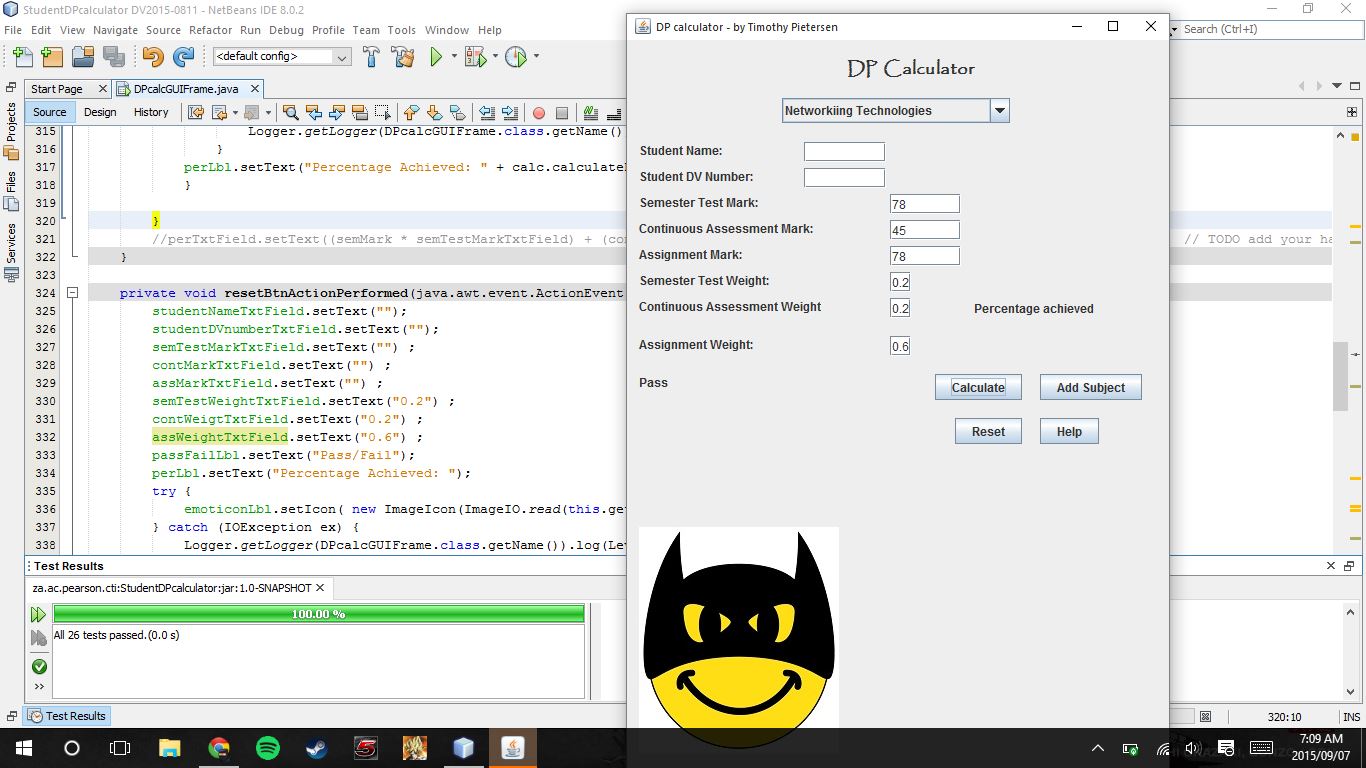 StudentDPcalculator DV2015-0811 - NetBeans IDE 8.0.2
File Edit View Navigate Source Refactor Run Debug Profile Team Tools Window Help
Search (Ctrl+I)
<default config>
Start Page
DPcalcGUIFrame.java
Source Design History
Projects
Files
Services
315 Logger.getLogger(DPcalcGUIFrame.class.getName()
316 }
317 perLbl.setText("Percentage Achieved: " + calc.calculate
318 }
319
320 }
321 //perTxtField.setText((semMark * semTestMarkTxtField) + (co // TODO add your ha
322 }
323
324 private void resetBtnActionPerformed(java.awt.event.ActionEvent
325 studentNameTxtField.setText("");
326 studentDVnumberTxtField.setText("");
327 semTestMarkTxtField.setText("") ;
328 contMarkTxtField.setText("") ;
329 assMarkTxtField.setText("") ;
330 semTestWeightTxtField.setText("0.2") ;
331 contWeigtTxtField.setText("0.2") ;
332 assWeightTxtField.setText("0.6") ;
333 passFailLbl.setText("Pass/Fail");
334 perLbl.setText("Percentage Achieved: ");
335 try {
336 emoticonLbl.setIcon( new ImageIcon(ImageIO.read(this.ge
337 } catch (IOException ex) {
338 Logger.getLogger(DPcalcGUIFrame.class.getName()).log(Le
Test Results
za.ac.pearson.cti:StudentDPcalculator:jar:1.0-SNAPSHOT
100.00 %
All 26 tests passed.(0.0 s)
Test Results
320:10 INS
DP calculator - by Timothy Pietersen
DP Calculator
Networkiing Technologies
Student Name:
Student DV Number:
Semester Test Mark: 78
Continuous Assessment Mark: 45
Assignment Mark: 78
Semester Test Weight: 0.2
Continuous Assessment Weight 0.2 Percentage achieved
Assignment Weight: 0.6
Pass
Calculate Add Subject
Reset Help
7:09 AM
2015/09/07